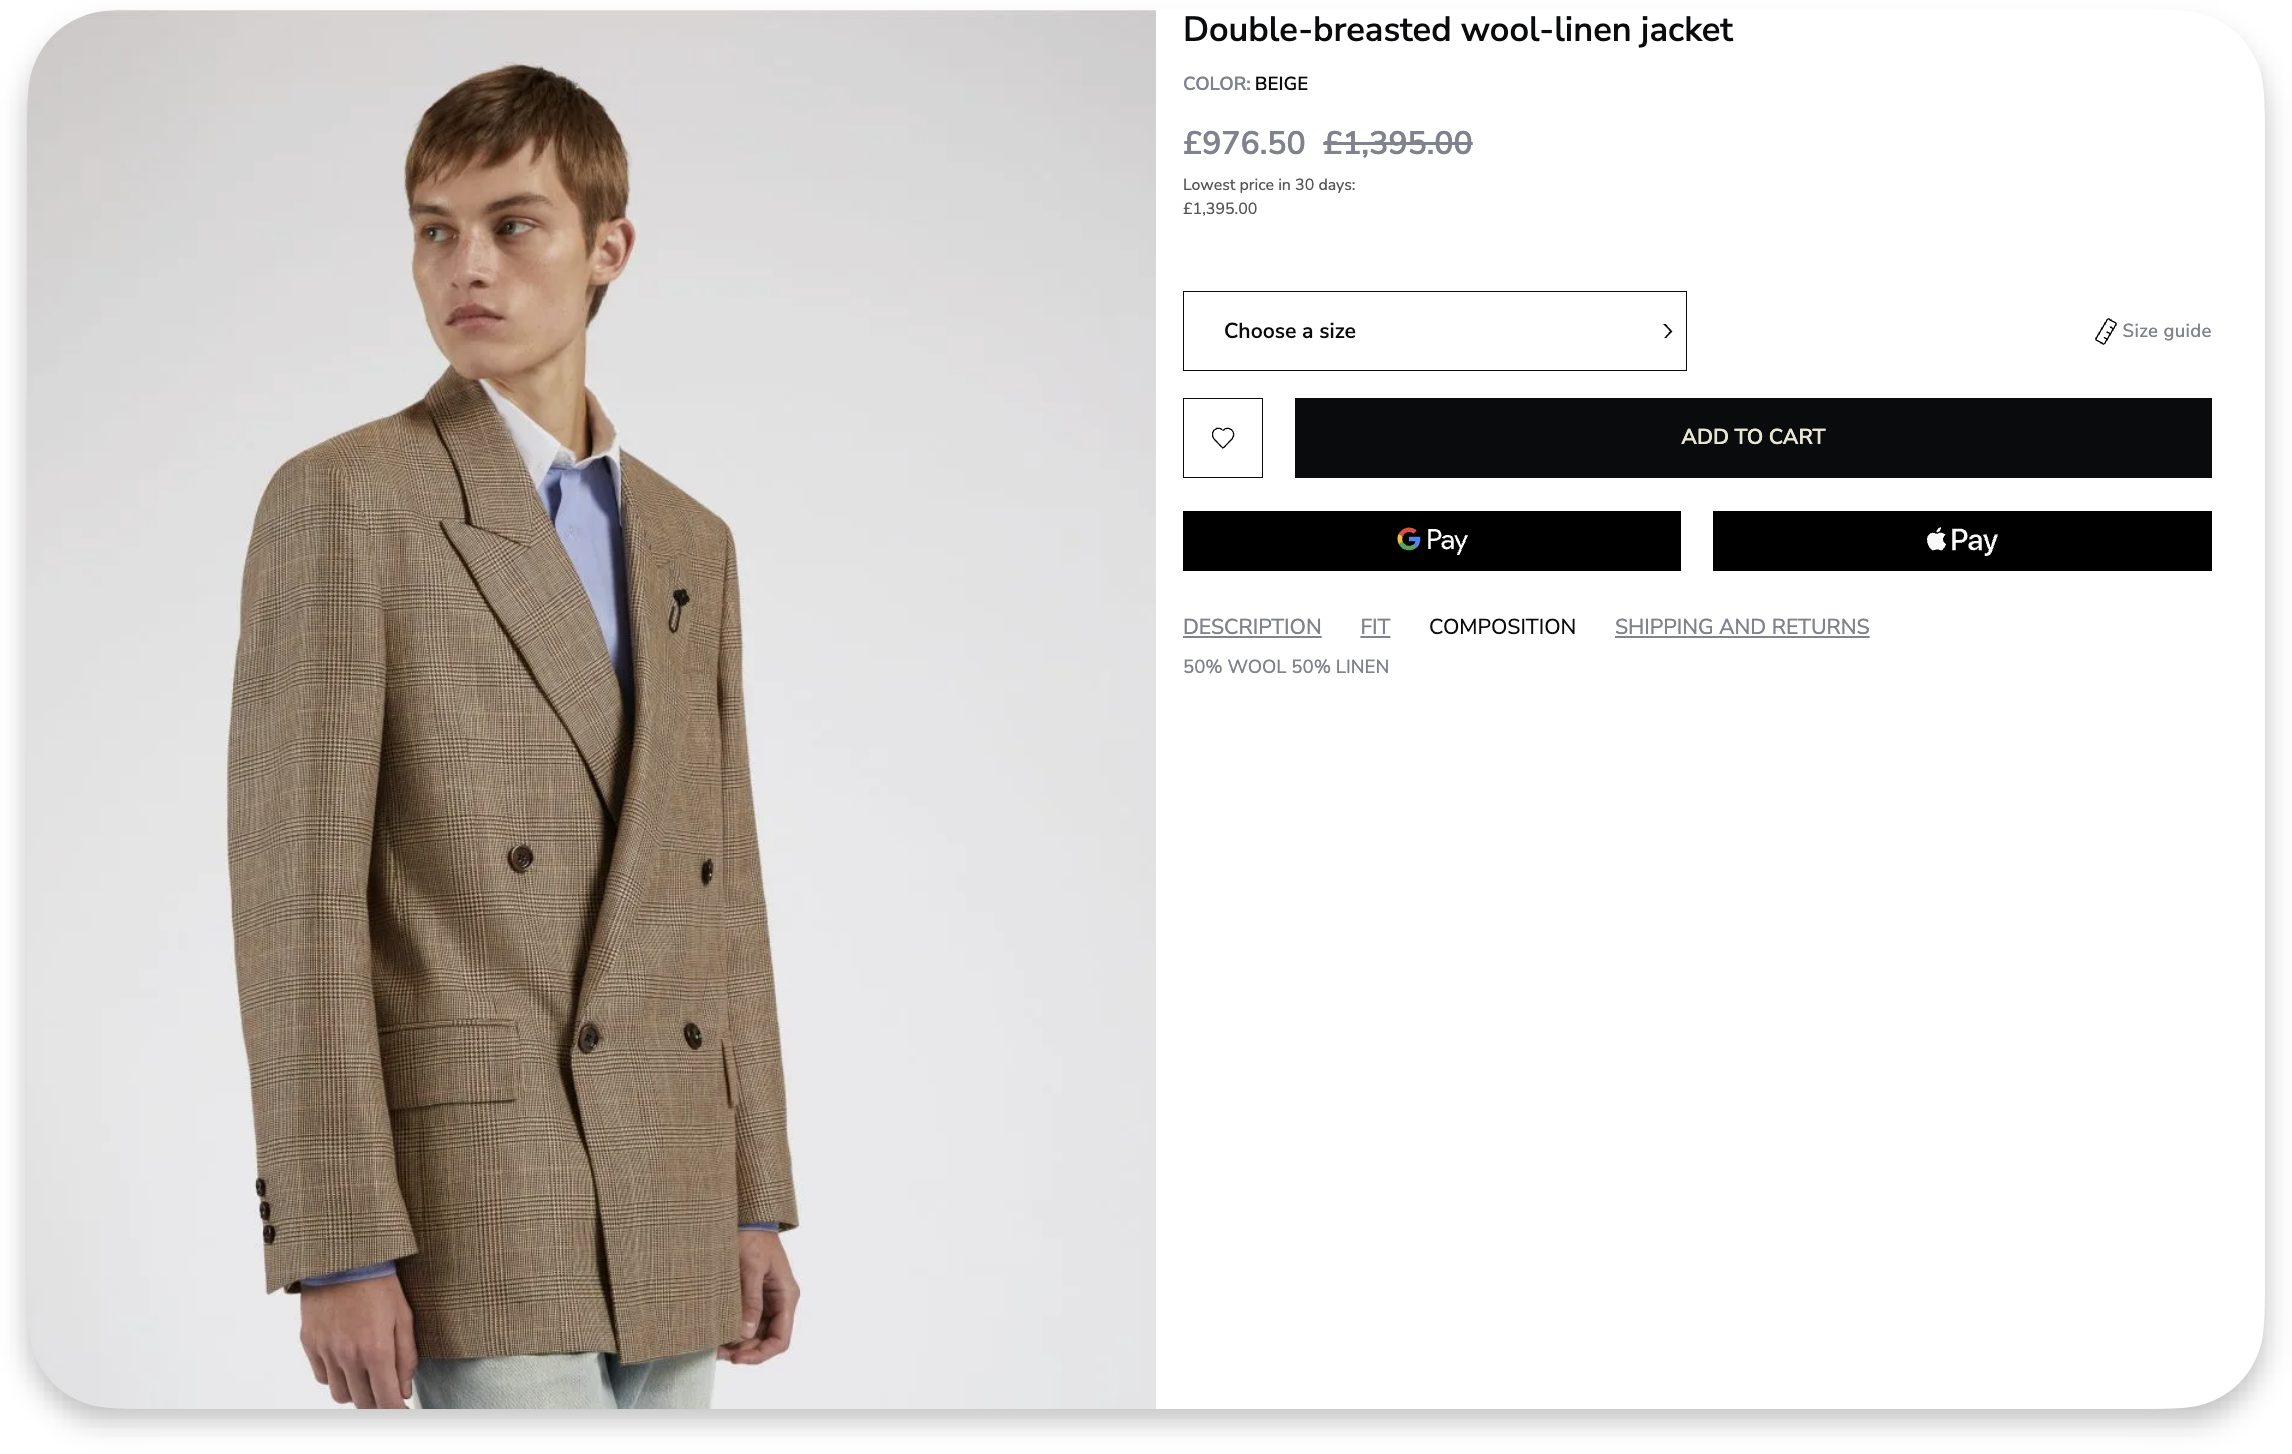 Double-breasted wool-linen jacket
COLOR: BEIGE
£976.50 £1,395.00
Lowest price in 30 days:
£1,395.00
Choose a size
Size guide
ADD TO CART
G Pay
Pay
DESCRIPTION FIT COMPOSITION SHIPPING AND RETURNS
50% WOOL 50% LINEN